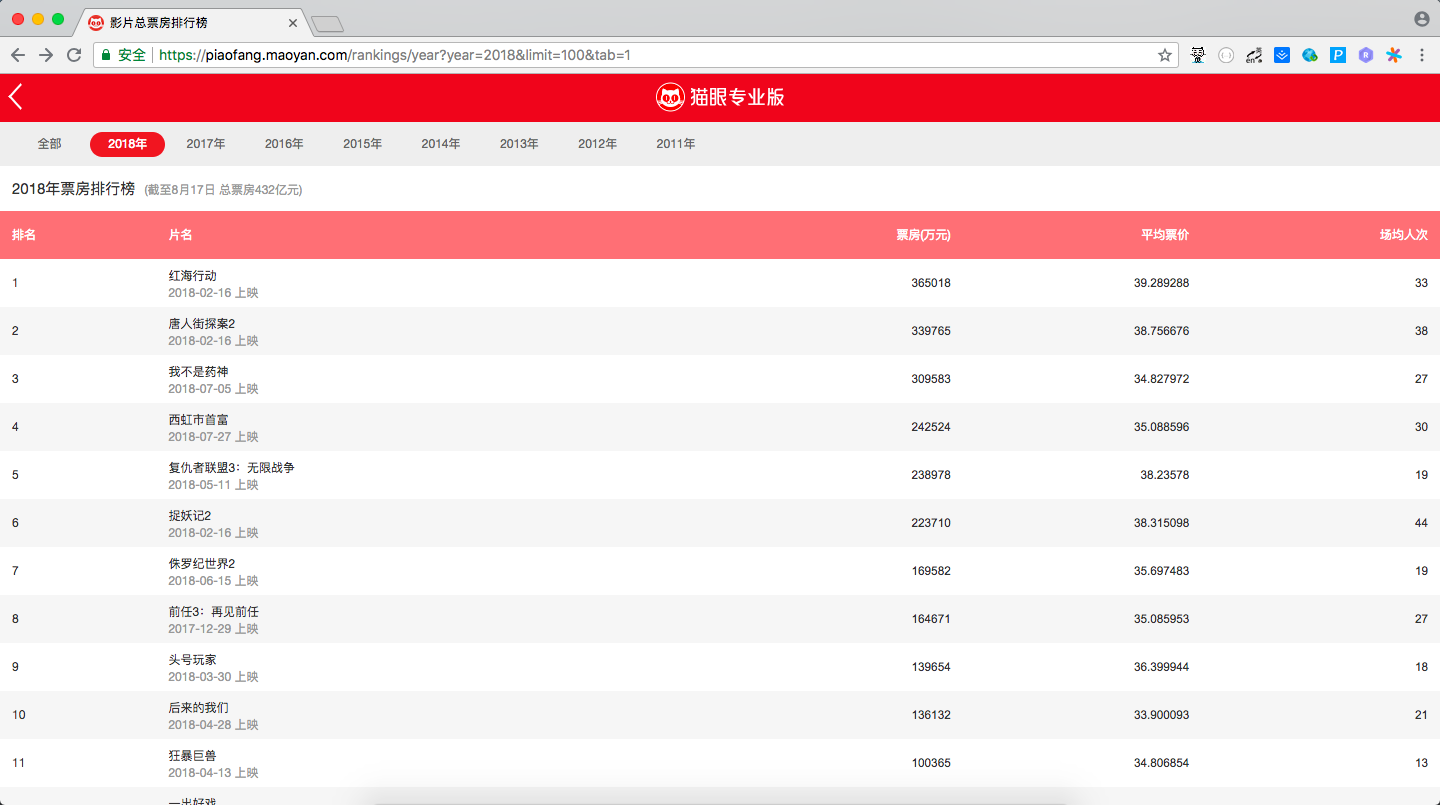 影片总票房排行榜
安全 https://piaofang.maoyan.com/rankings/year?year=2018&limit=100&tab=1
猫眼专业版
全部 2018年 2017年 2016年 2015年 2014年 2013年 2012年 2011年
2018年票房排行榜 (截至8月17日 总票房432亿元)
排名 片名 票房(万元) 平均票价 场均人次
1 红海行动 365018 39.289288 33
2018-02-16 上映
2 唐人街探案2 339765 38.756676 38
2018-02-16 上映
3 我不是药神 309583 34.827972 27
2018-07-05 上映
4 西虹市首富 242524 35.088596 30
2018-07-27 上映
5 复仇者联盟3：无限战争 238978 38.23578 19
2018-05-11 上映
6 捉妖记2 223710 38.315098 44
2018-02-16 上映
7 侏罗纪世界2 169582 35.697483 19
2018-06-15 上映
8 前任3：再见前任 164671 35.085953 27
2017-12-29 上映
9 头号玩家 139654 36.399944 18
2018-03-30 上映
10 后来的我们 136132 33.900093 21
2018-04-28 上映
11 狂暴巨兽 100365 34.806854 13
2018-04-13 上映
一出好戏